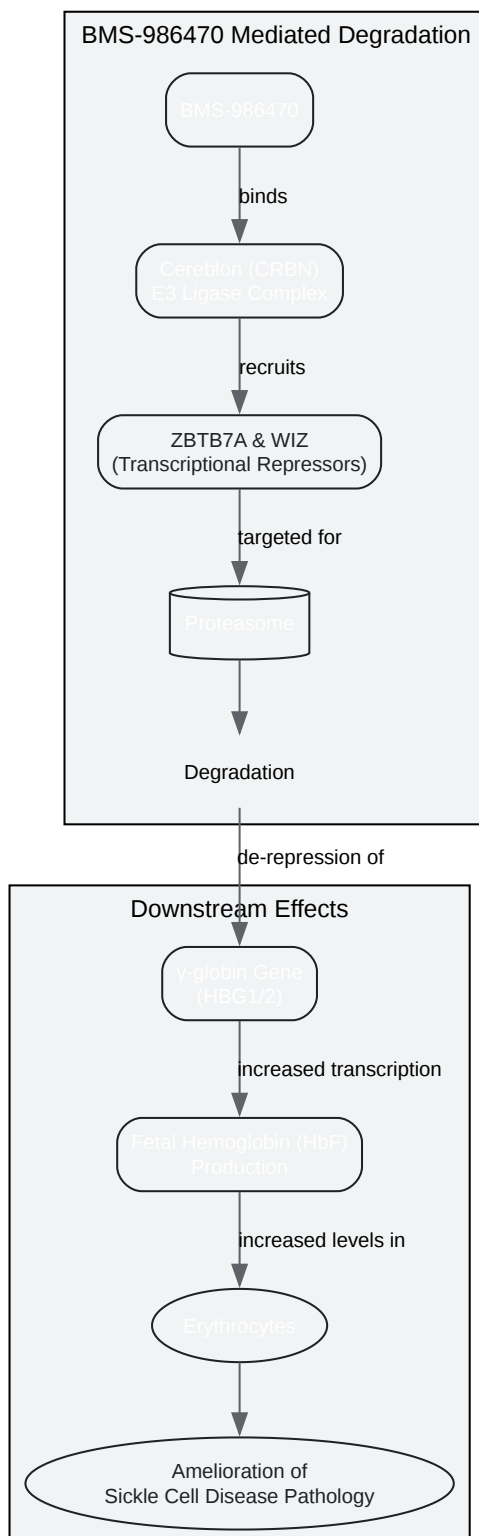 BMS-986470 Mediated Degradation
BMS-986470
binds
Cereblon (CRBN)
E3 Ligase Complex
recruits
ZBTB7A & WIZ
(Transcriptional Repressors)
targeted for
Proteasome
Degradation
de-repression of
Downstream Effects
γ-globin Gene
(HBG1/2)
increased transcription
Fetal Hemoglobin (HbF)
Production
increased levels in
Erythrocytes
Amelioration of
Sickle Cell Disease Pathology